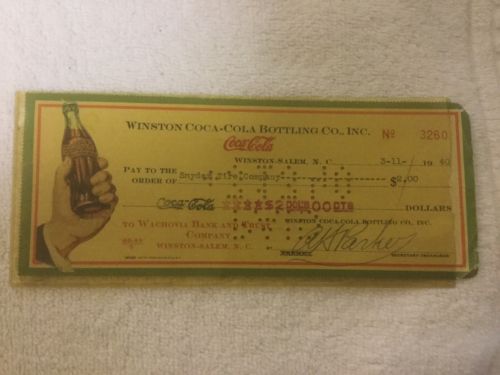 WINSTON COCA-COLA BOTTLING CO., INC. No 3260
Coca-Cola
WINSTON-SALEM, N. C. 3-11- 1940
PAY TO THE
ORDER OF Snyder Tire Company $2.00
Coca-Cola DOLLARS
TO WACHOVIA BANK AND TRUST
COMPANY
WINSTON-SALEM, N. C.
WINSTON COCA-COLA BOTTLING CO., INC.